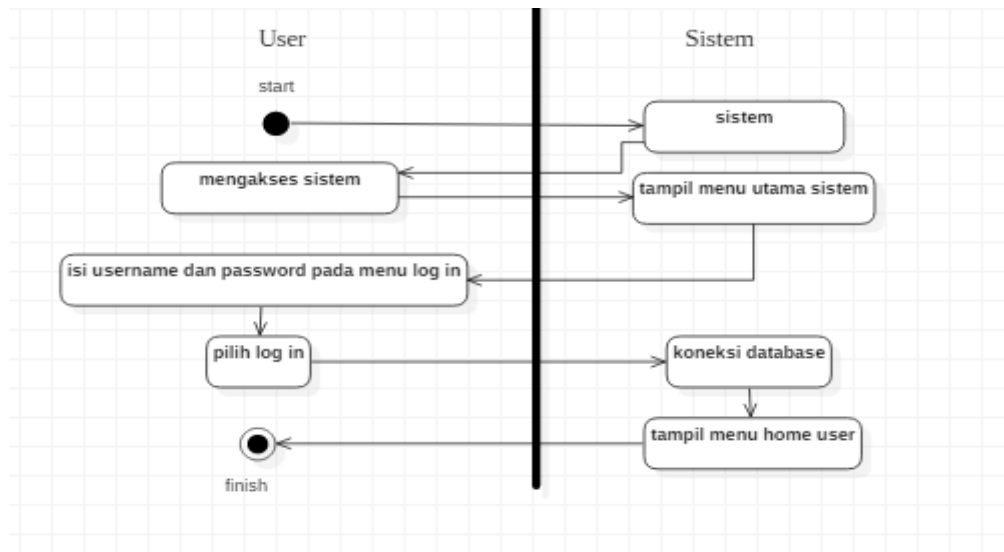 User
Sistem
start
sistem
mengakses sistem
tampil menu utama sistem
isi username dan password pada menu log in
pilih log in
koneksi database
tampil menu home user
finish